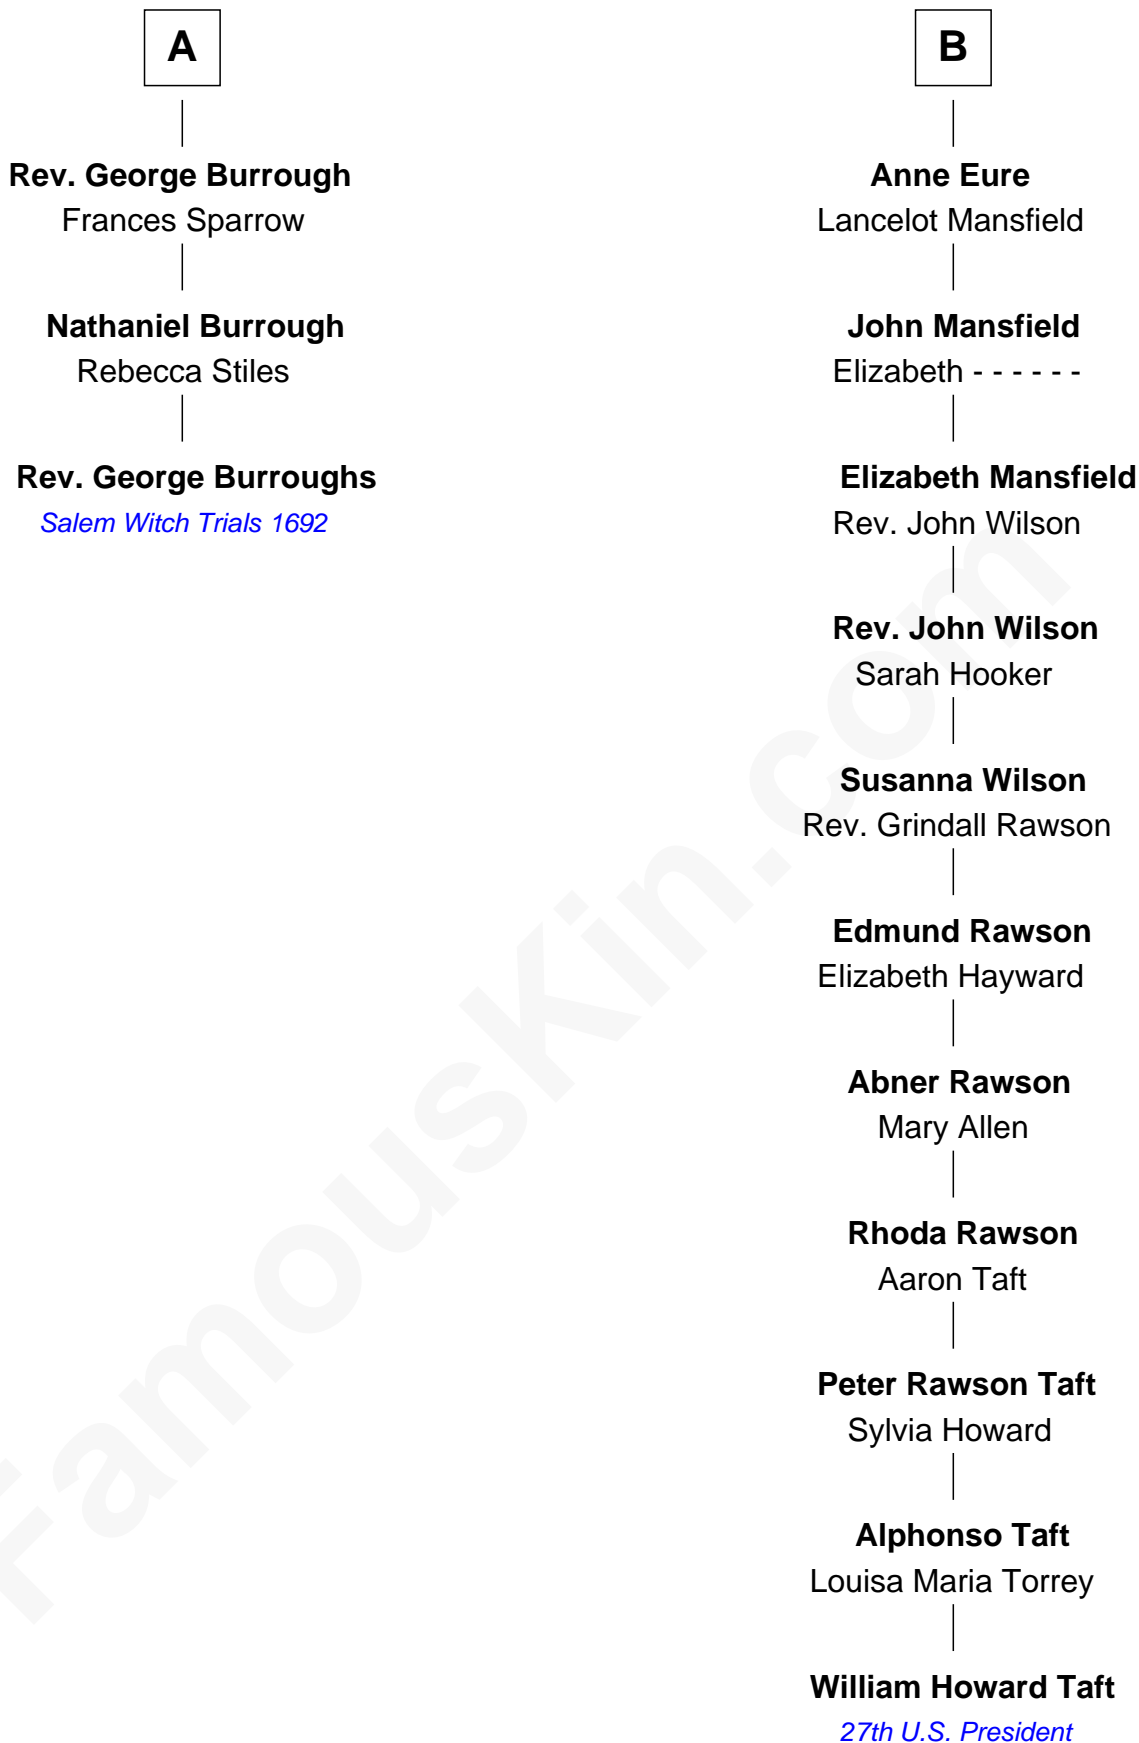 A
Rev. George Burrough
Frances Sparrow
Nathaniel Burrough
Rebecca Stiles
Rev. George Burroughs
Salem Witch Trials 1692
B
Anne Eure
Lancelot Mansfield
John Mansfield
Elizabeth - - - - - -
Elizabeth Mansfield
Rev. John Wilson
Rev. John Wilson
Sarah Hooker
Susanna Wilson
Rev. Grindall Rawson
Edmund Rawson
Elizabeth Hayward
Abner Rawson
Mary Allen
Rhoda Rawson
Aaron Taft
Peter Rawson Taft
Sylvia Howard
Alphonso Taft
Louisa Maria Torrey
William Howard Taft
27th U.S. President
FamousKin.com